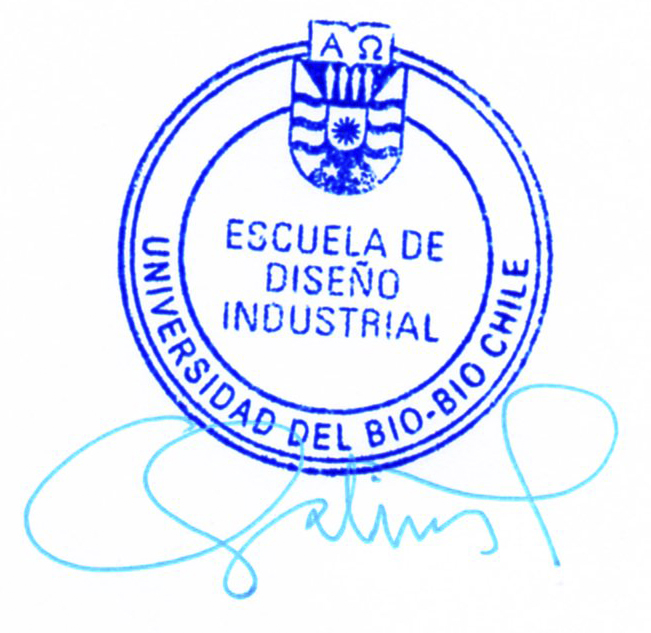 Α Ω
ESCUELA DE
DISEÑO
INDUSTRIAL
UNIVERSIDAD DEL BIO-BIO CHILE